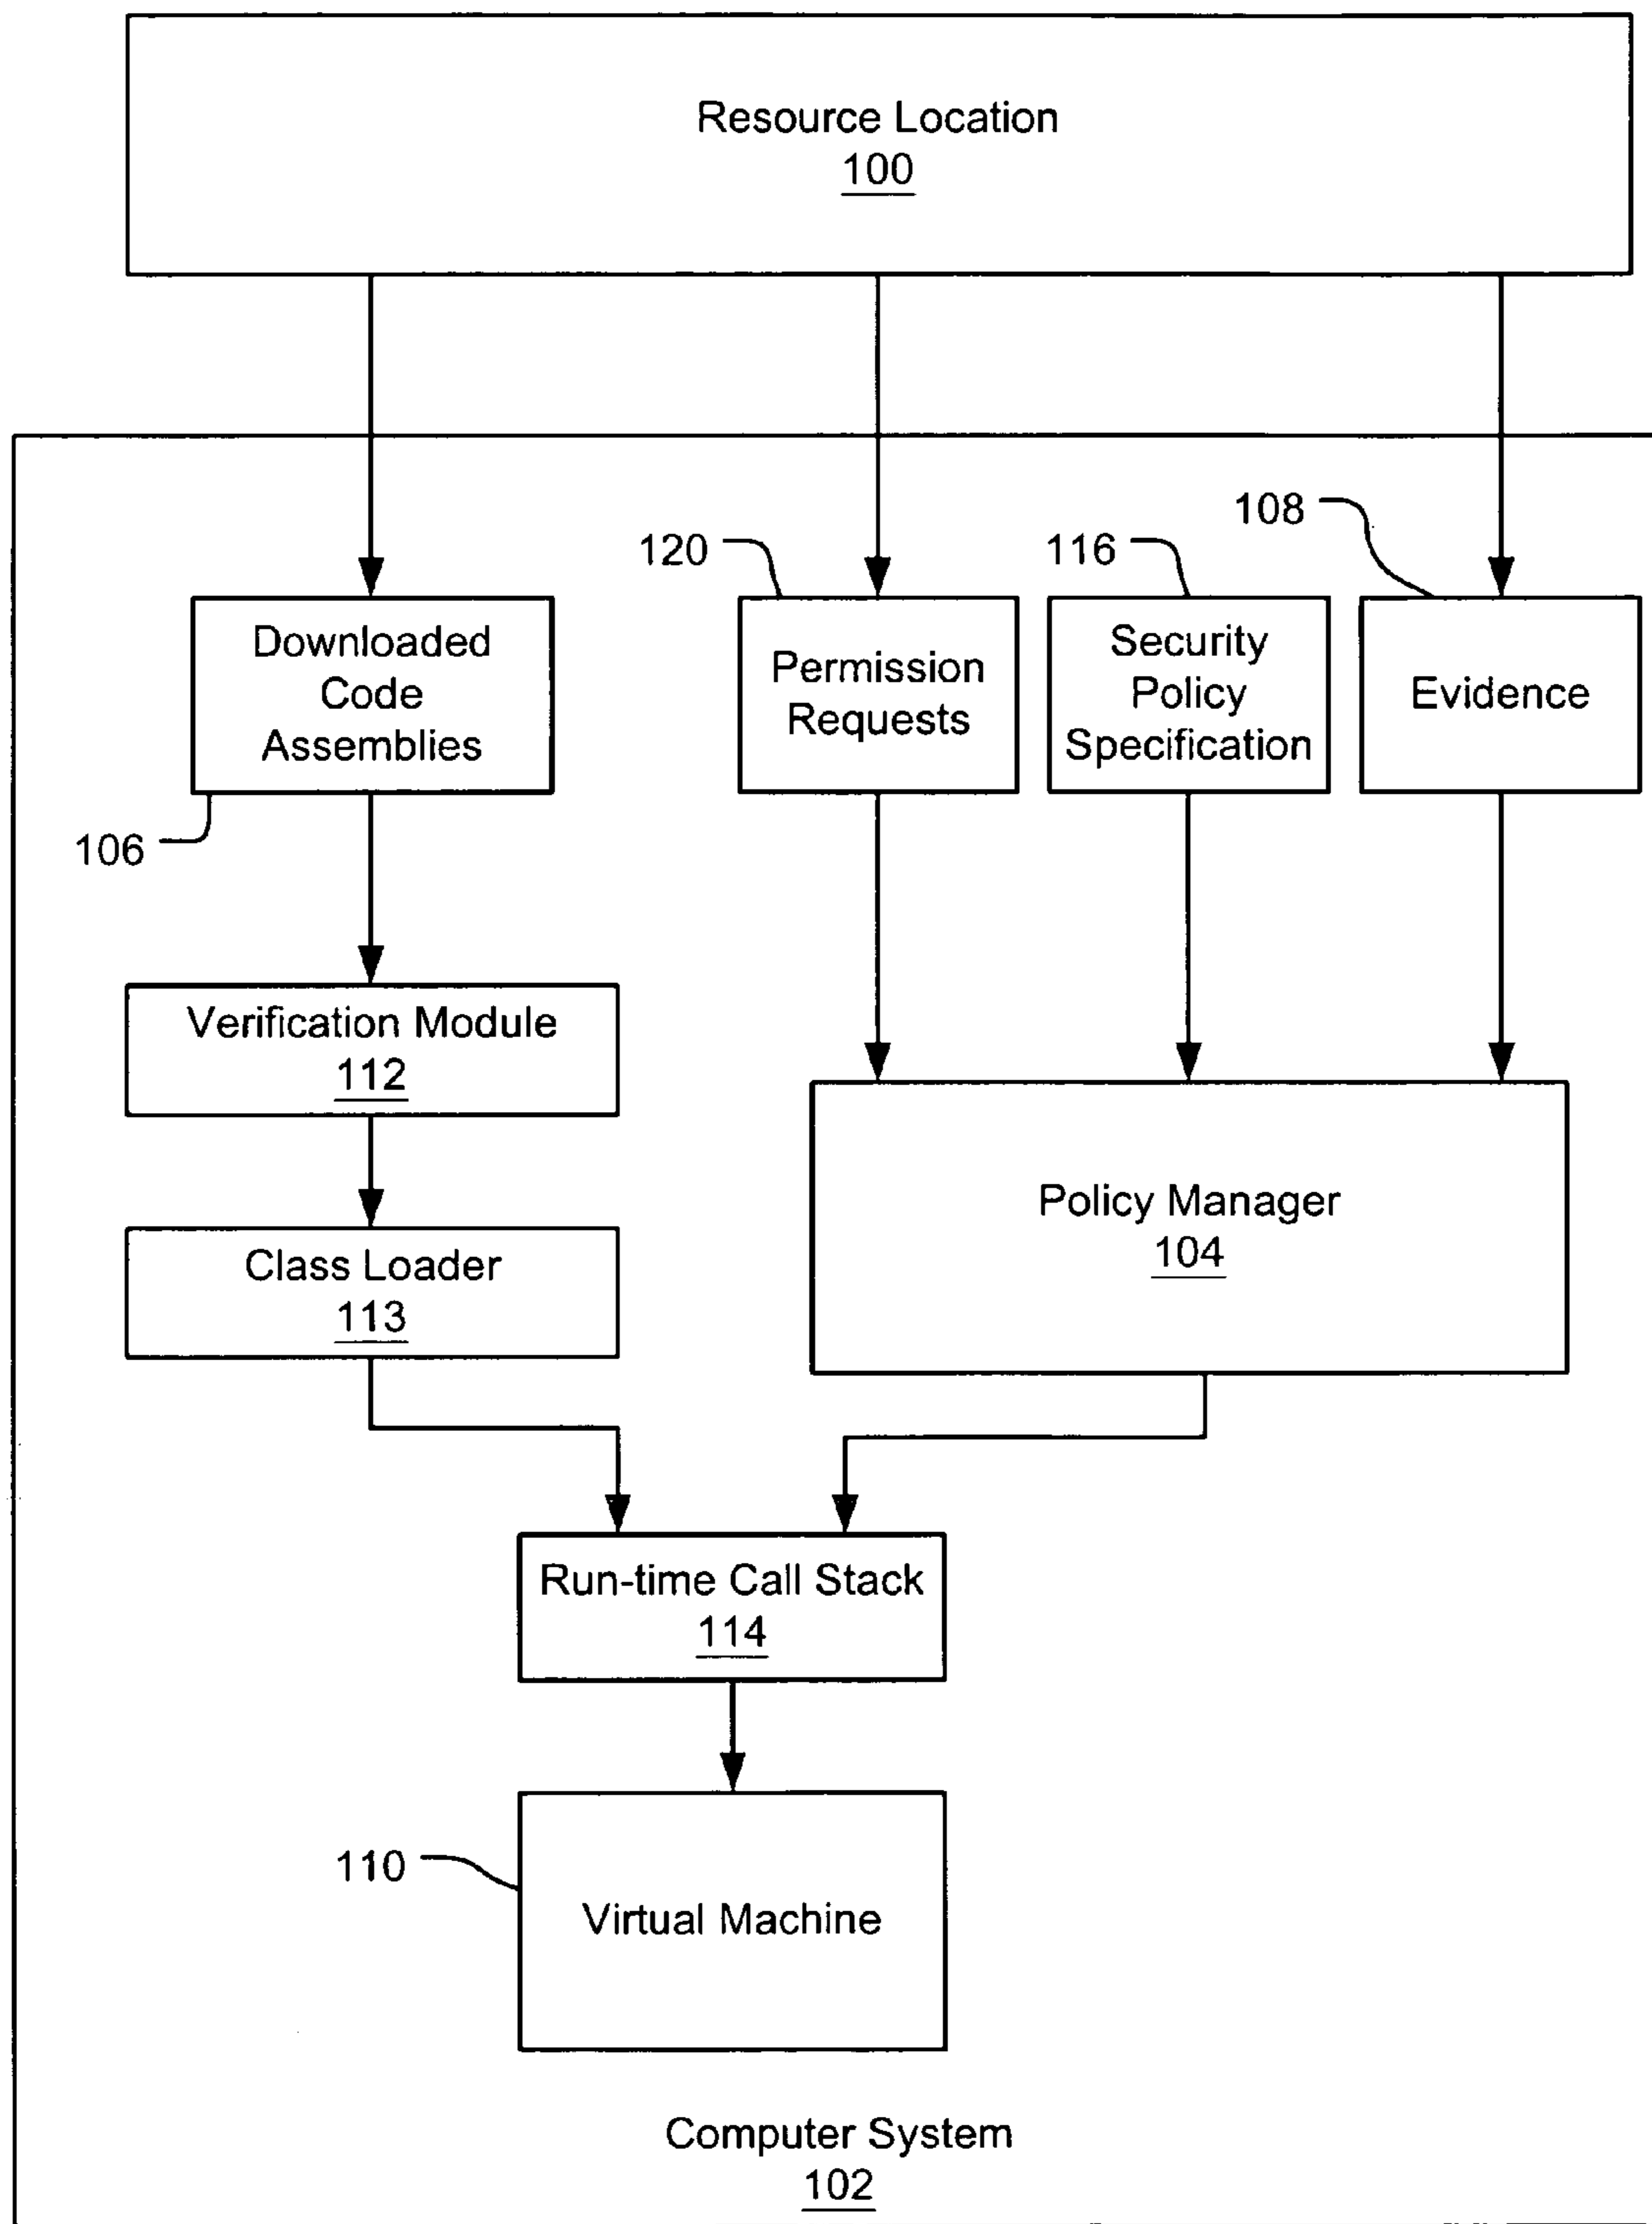 Resource Location
100
108
120
116
Downloaded
Code
Assemblies
Permission
Requests
Security
Policy
Specification
Evidence
106
Verification Module
112
Class Loader
113
Policy Manager
104
Run-time Call Stack
114
110
Virtual Machine
Computer System
102